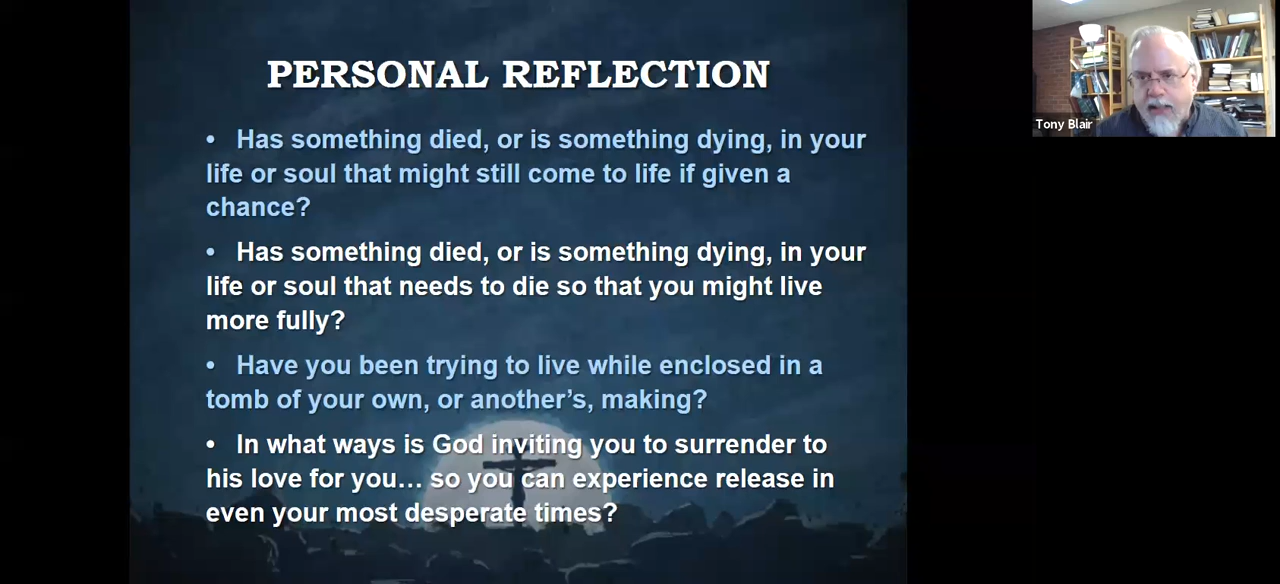 PERSONAL REFLECTION
• Has something died, or is something dying, in your
life or soul that might still come to life if given a
chance?
• Has something died, or is something dying, in your
life or soul that needs to die so that you might live
more fully?
• Have you been trying to live while enclosed in a
tomb of your own, or another’s, making?
• In what ways is God inviting you to surrender to
his love for you… so you can experience release in
even your most desperate times?
Tony Blair